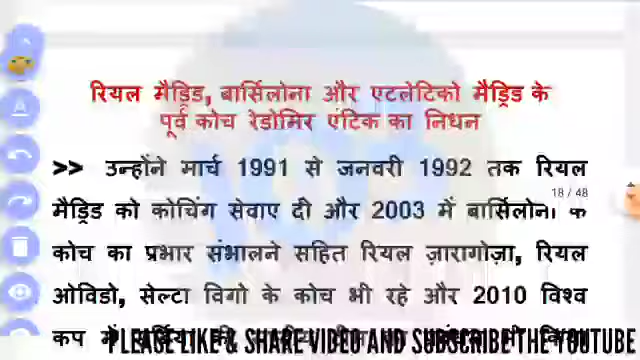 रियल मैड्रिड, बार्सिलोना और एटलेटिको मैड्रिड के
पूर्व कोच रेडोमिर एंटिक का निधन
>> उन्होंने मार्च 1991 से जनवरी 1992 तक रियल
18 / 48
मैड्रिड को कोचिंग सेवाए दी और 2003 में बार्सिलोना के
कोच का प्रभार संभालने सहित रियल ज़ारागोज़ा, रियल
ओविडो, सेल्टा विगो के कोच भी रहे और 2010 विश्व
कप में
PLEASE LIKE & SHARE VIDEO AND SUBSCRIBE THE YOUTUBE